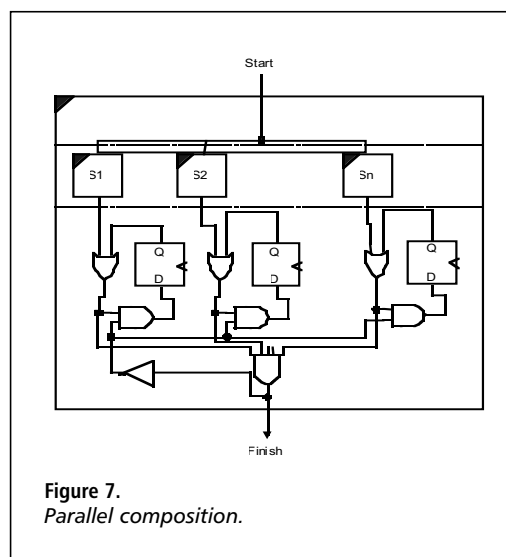 Start
S1 S2 Sn
Q Q Q
D D D
Finish
Figure 7.
Parallel composition.